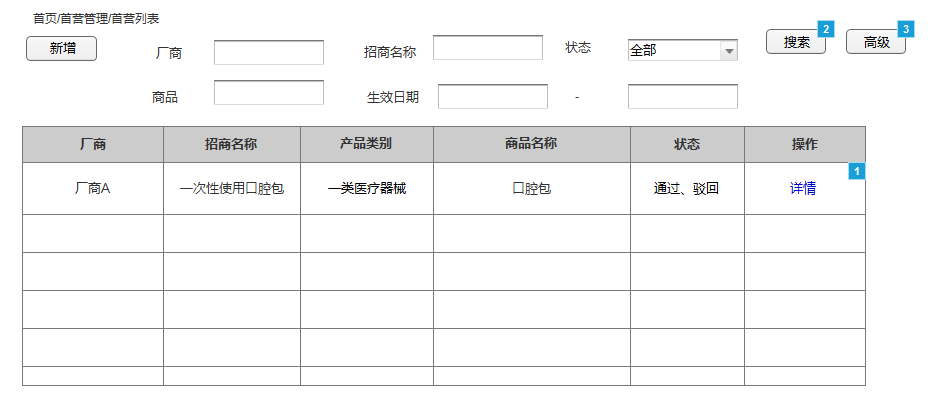 首页/首营管理/首营列表
新增 厂商 招商名称 状态 全部 搜索 2 高级 3
商品 生效日期 -
厂商 招商名称 产品类别 商品名称 状态 操作
厂商A 一次性使用口腔包 一类医疗器械 口腔包 通过、驳回 详情 1